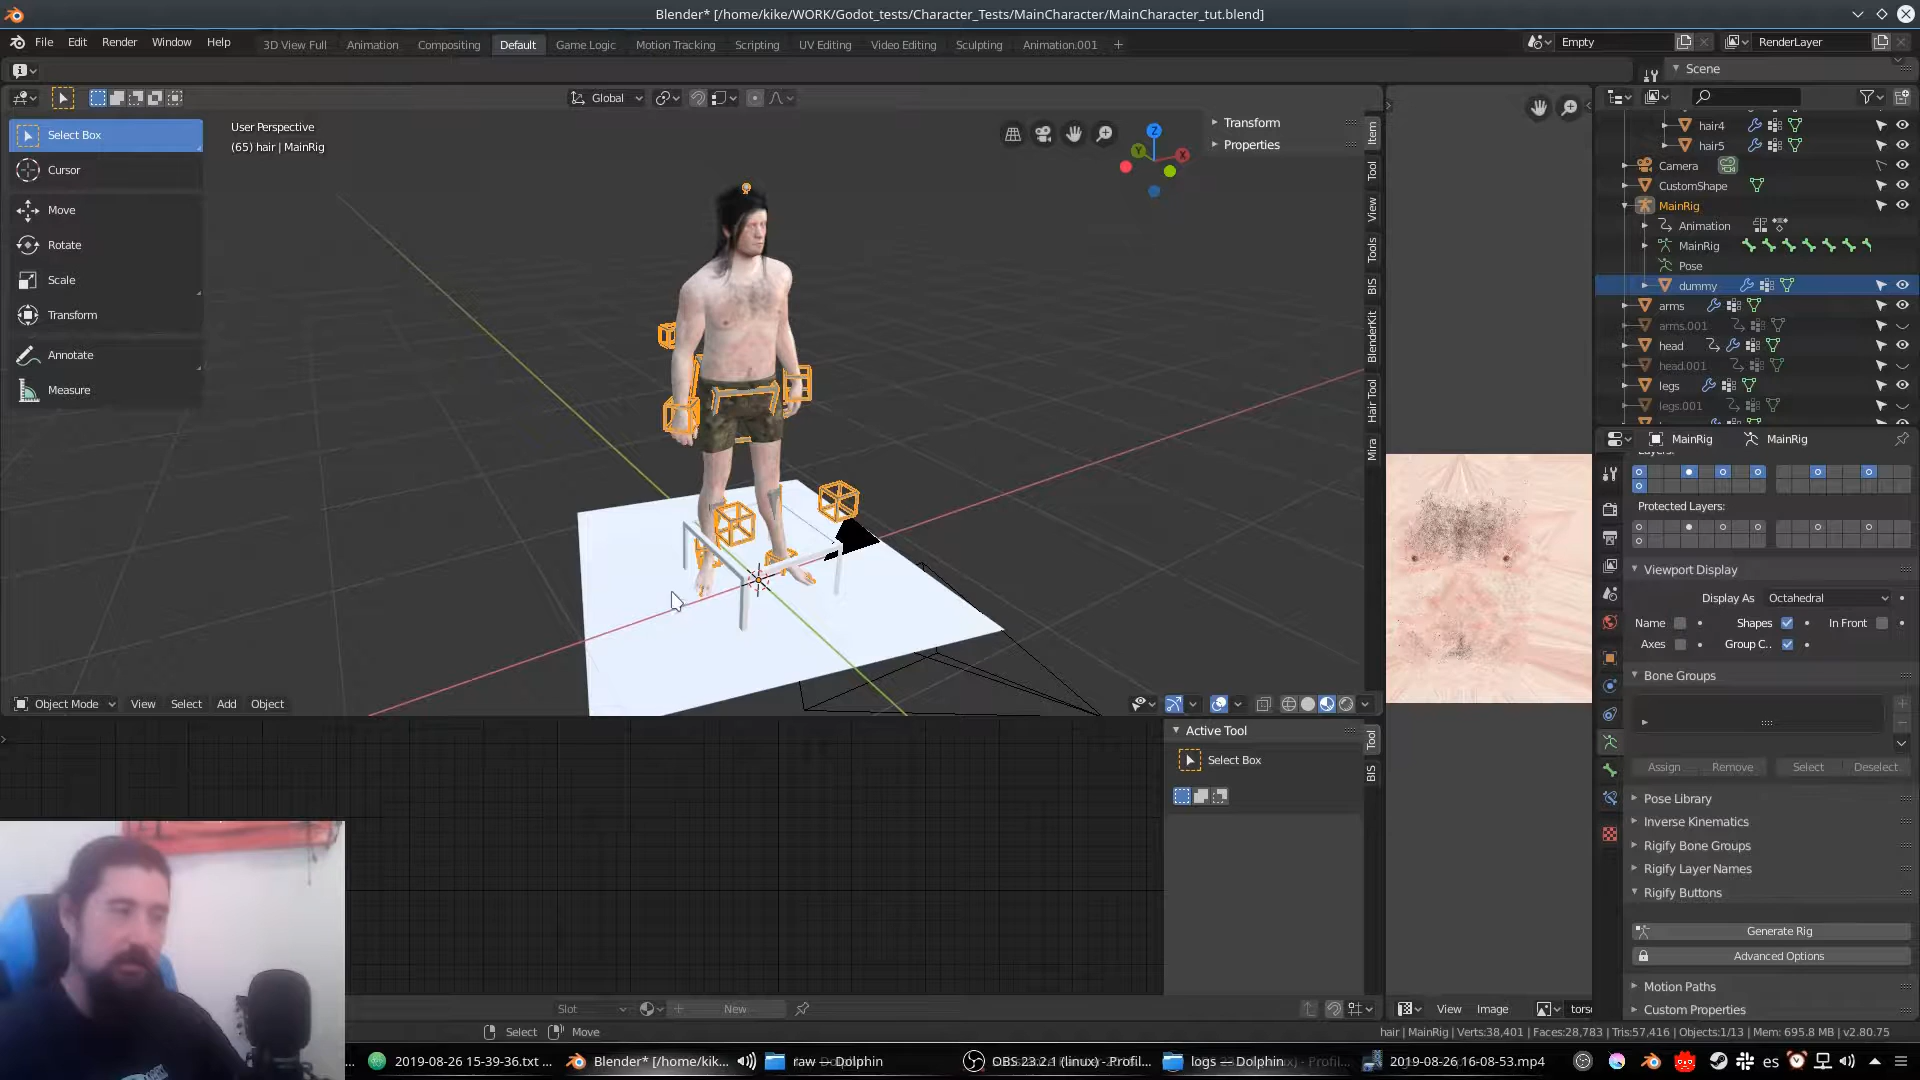 Blender* [/home/kike/WORK/Godot_tests/Character_Tests/MainCharacter/MainCharacter_tut.blend]
File Edit Render Window Help
3D View Full Animation Compositing Default Game Logic Motion Tracking Scripting UV Editing Video Editing Sculpting Animation.001 +
Empty
RenderLayer
Scene
Global
Select Box
Cursor
Move
Rotate
Scale
Transform
Annotate
Measure
User Perspective
(65) hair | MainRig
Z
Y
X
Transform
Properties
Item
Tool
View
Tools
BIS
BlenderKit
Hair Tool
Mira
Object Mode View Select Add Object
hair4
hair5
Camera
CustomShape
MainRig
Animation
MainRig
Pose
dummy
arms
arms.001
head
head.001
legs
legs.001
MainRig MainRig
Layers:
Protected Layers:
Viewport Display
Display As Octahedral
Name Shapes In Front
Axes Group C..
Bone Groups
Assign Remove Select Deselect
Pose Library
Inverse Kinematics
Rigify Bone Groups
Rigify Layer Names
Rigify Buttons
Generate Rig
Advanced Options
Motion Paths
Custom Properties
Active Tool
Select Box
Tool
BIS
Slot New
View Image tors
Select Move
hair | MainRig | Verts:38,401 | Faces:28,783 | Tris:57,416 | Objects:1/13 | Mem: 695.8 MB | v2.80.75
2019-08-26 15-39-36.txt ...
Blender* [/home/kik...
raw — Dolphin
OBS 23.2.1 (linux) - Profil...
logs — Dolphin
2019-08-26 16-08-53.mp4
es